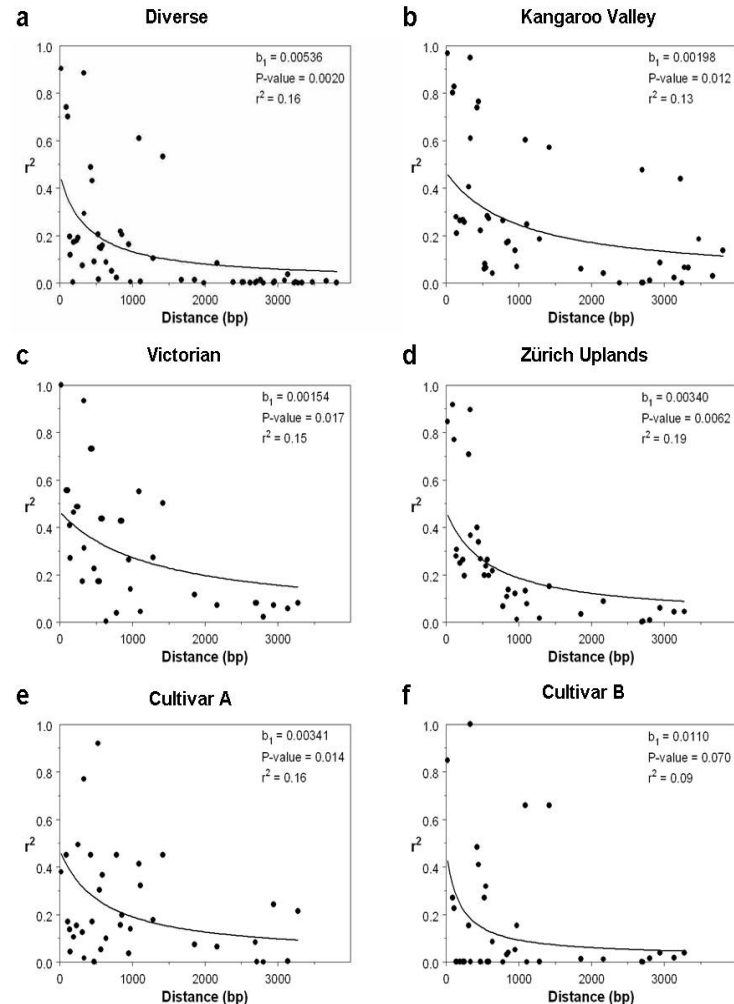 a
Diverse
b₁ = 0.00536
P-value = 0.0020
r² = 0.16
1.0
0.8
0.6
r²
0.4
0.2
0.0
0 1000 2000 3000
Distance (bp)
b
Kangaroo Valley
b₁ = 0.00198
P-value = 0.012
r² = 0.13
1.0
0.8
0.6
r²
0.4
0.2
0.0
0 1000 2000 3000
Distance (bp)
c
Victorian
b₁ = 0.00154
P-value = 0.017
r² = 0.15
1.0
0.8
0.6
r²
0.4
0.2
0.0
0 1000 2000 3000
Distance (bp)
d
Zürich Uplands
b₁ = 0.00340
P-value = 0.0062
r² = 0.19
1.0
0.8
0.6
r²
0.4
0.2
0.0
0 1000 2000 3000
Distance (bp)
e
Cultivar A
b₁ = 0.00341
P-value = 0.014
r² = 0.16
1.0
0.8
0.6
r²
0.4
0.2
0.0
0 1000 2000 3000
Distance (bp)
f
Cultivar B
b₁ = 0.0110
P-value = 0.070
r² = 0.09
1.0
0.8
0.6
r²
0.4
0.2
0.0
0 1000 2000 3000
Distance (bp)